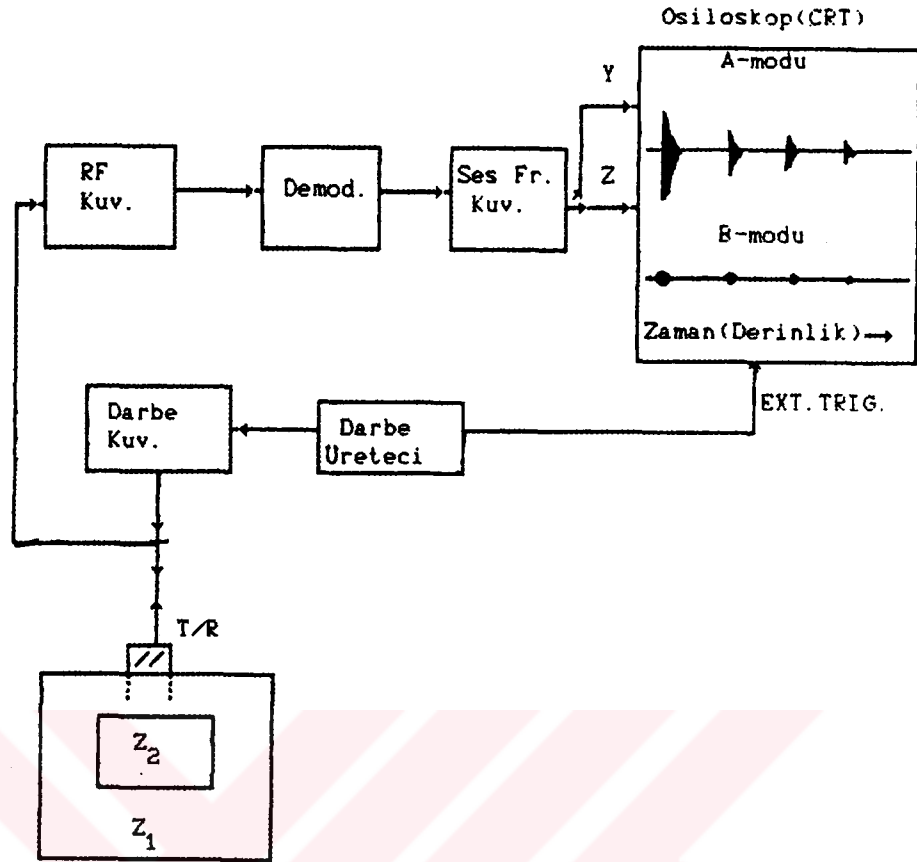 Osiloskop(CRT)
A-modu
Y
RF
Kuv.
Demod.
Ses Fr.
Kuv.
Z
B-modu
Zaman(Derinlik)→
EXT.TRIG.
Darbe
Kuv.
Darbe
Ureteci
T/R
Z2
Z1